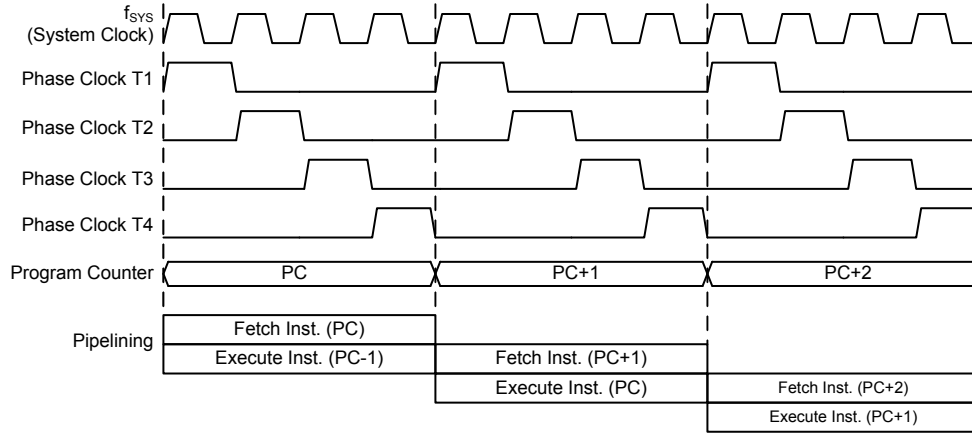 fSYS
(System Clock)
Phase Clock T1
Phase Clock T2
Phase Clock T3
Phase Clock T4
Program Counter PC PC+1 PC+2
Pipelining
Fetch Inst. (PC)
Execute Inst. (PC-1) Fetch Inst. (PC+1)
Execute Inst. (PC) Fetch Inst. (PC+2)
Execute Inst. (PC+1)